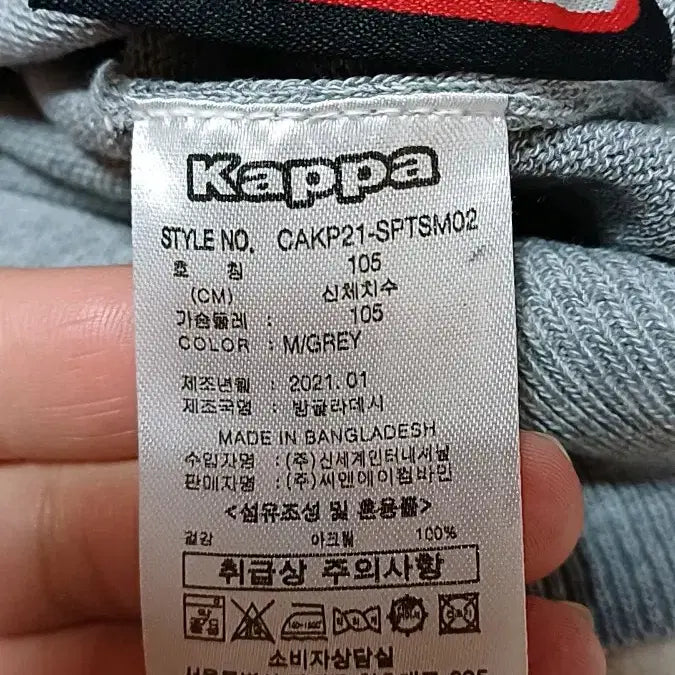 Kappa
STYLE NO. CAKP21-SPTSM02
호 칭 105
(CM) 신체치수
가슴둘레 : 105
COLOR : M/GREY
제조년월 : 2021.01
제조국명 : 방글라데시
MADE IN BANGLADESH
수입자명 : (주)신세계인터내셔널
판매자명 : (주)씨앤에이컴바인
<섬유조성 및 혼용률>
겉감 아크릴 100%
취급상 주의사항
소비자상담실